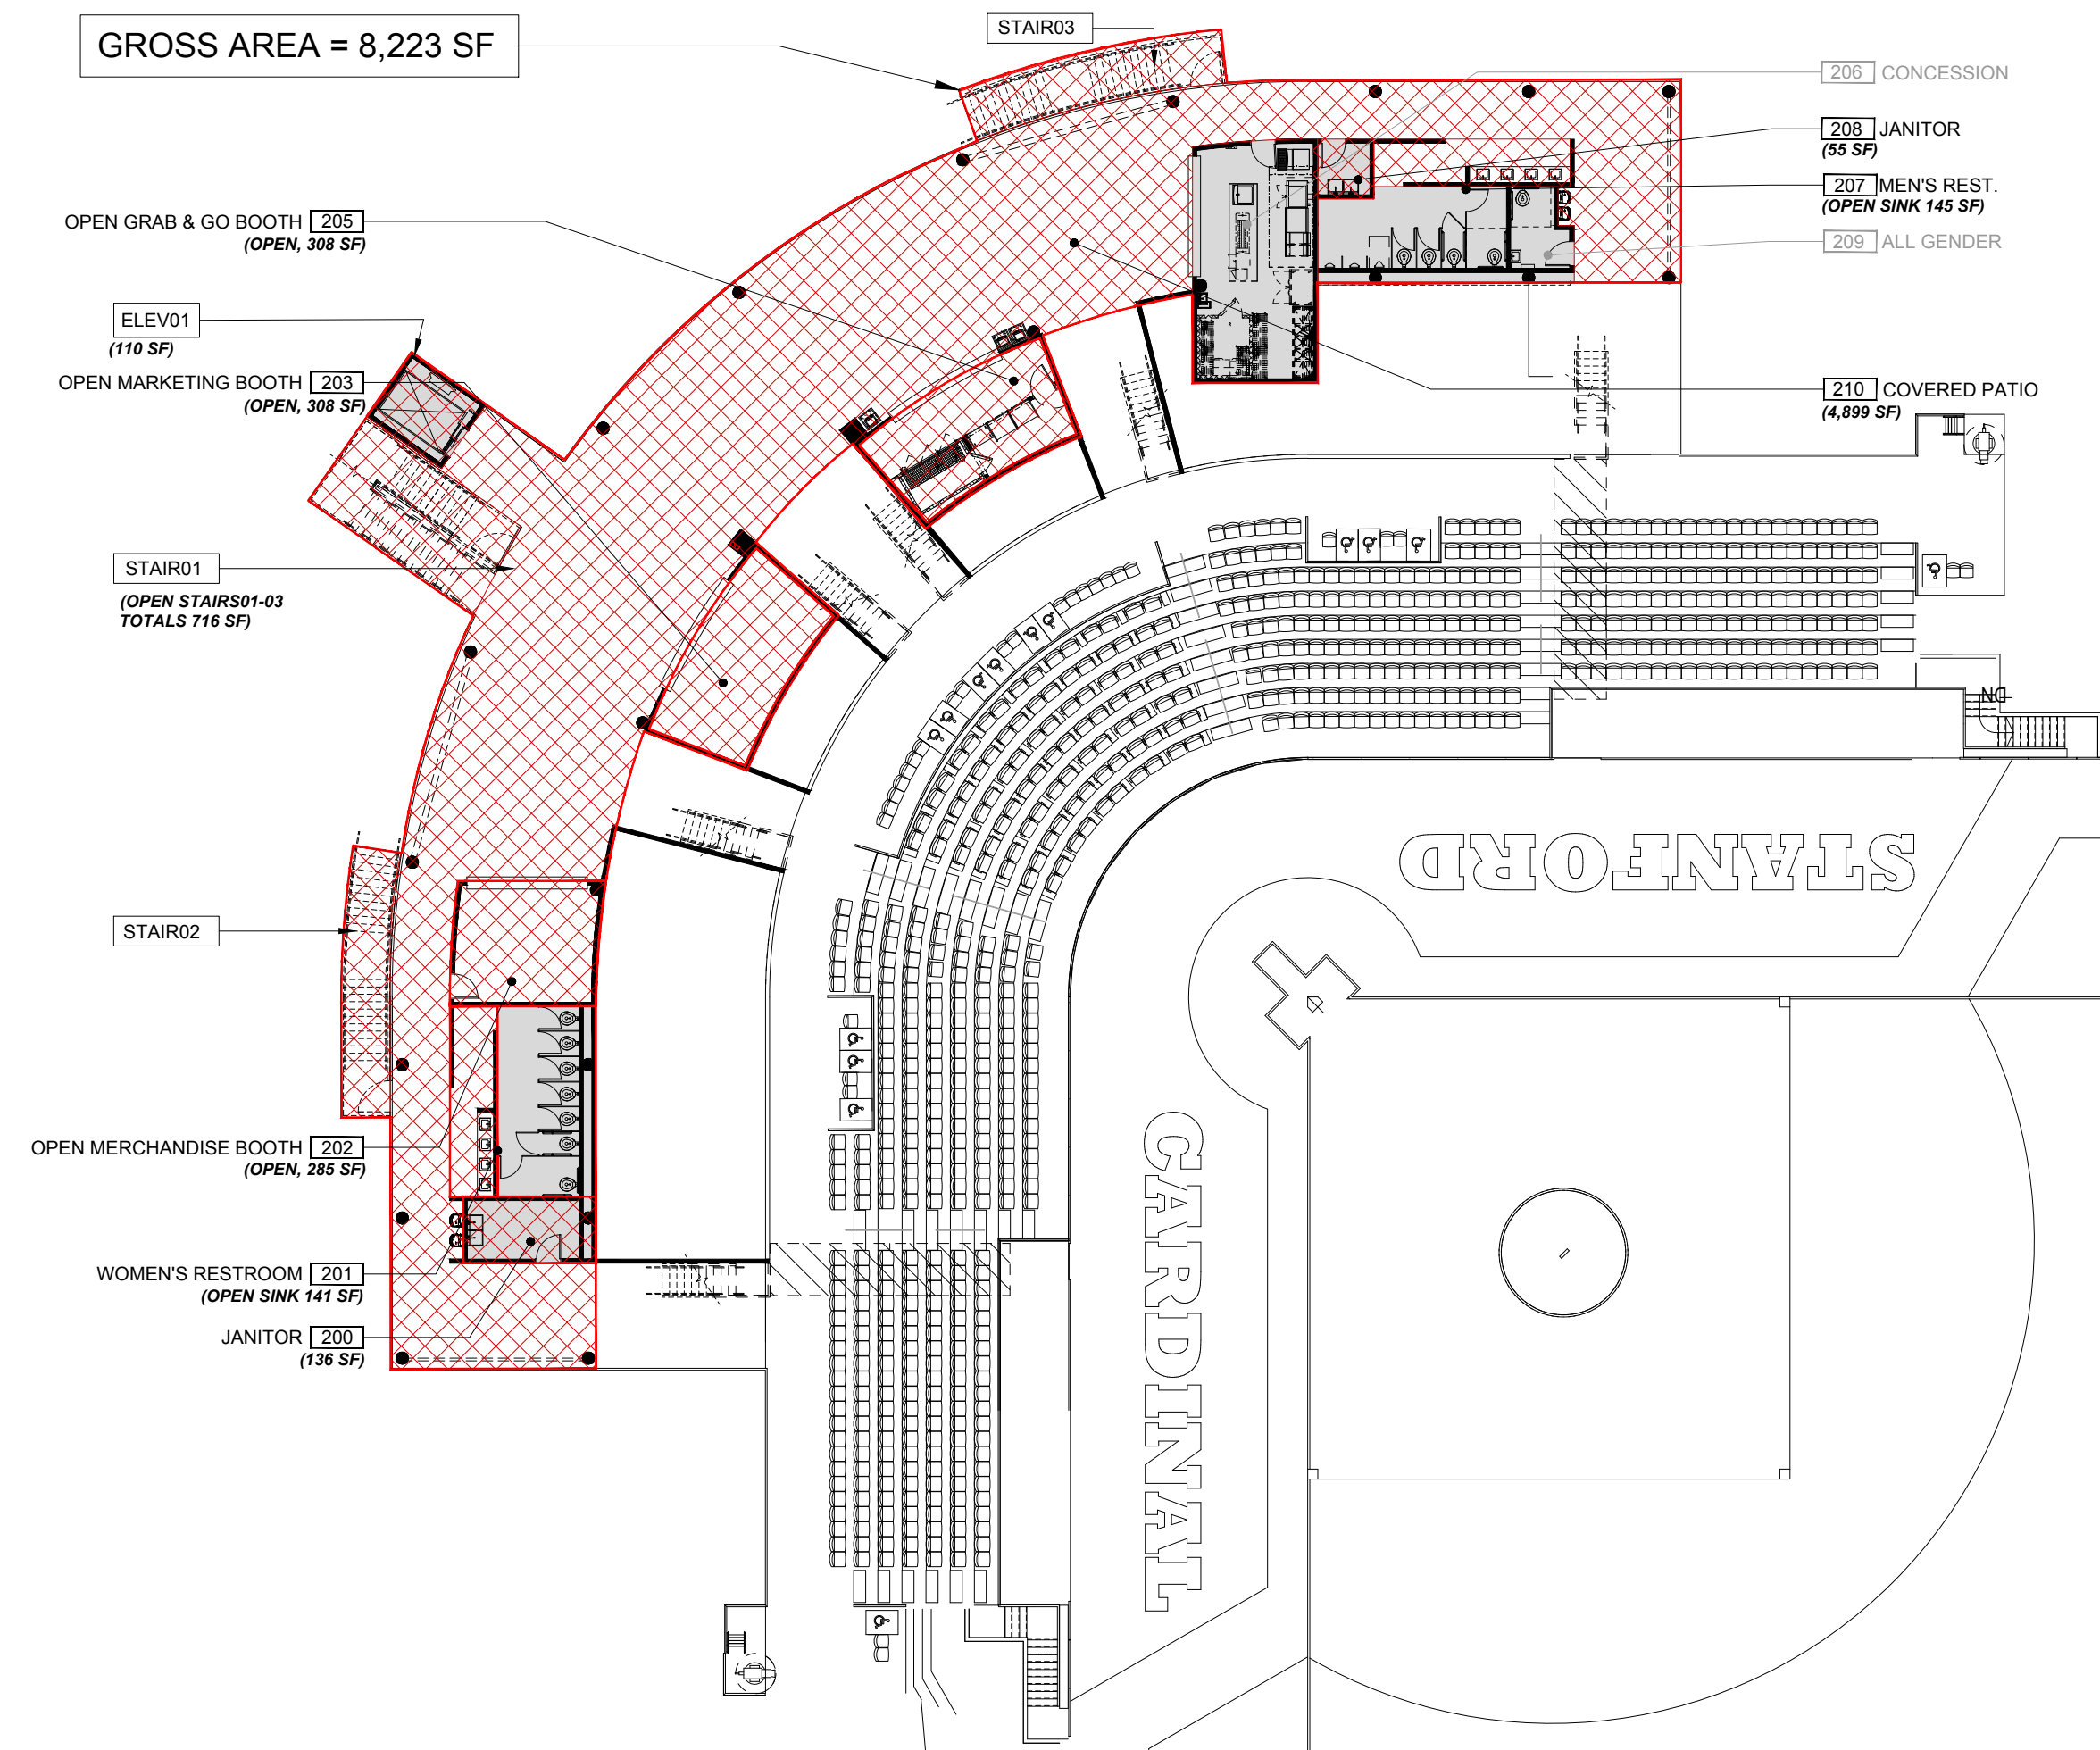 GROSS AREA = 8,223 SF
STAIR03
206 CONCESSION
208 JANITOR
(55 SF)
207 MEN'S REST.
(OPEN SINK 145 SF)
209 ALL GENDER
OPEN GRAB & GO BOOTH 205
(OPEN, 308 SF)
ELEV01
(110 SF)
OPEN MARKETING BOOTH 203
(OPEN, 308 SF)
210 COVERED PATIO
(4,899 SF)
STAIR01
(OPEN STAIRS01-03
TOTALS 716 SF)
DN
STANFORD
STAIR02
CARDINAL
OPEN MERCHANDISE BOOTH 202
(OPEN, 285 SF)
WOMEN'S RESTROOM 201
(OPEN SINK 141 SF)
JANITOR 200
(136 SF)